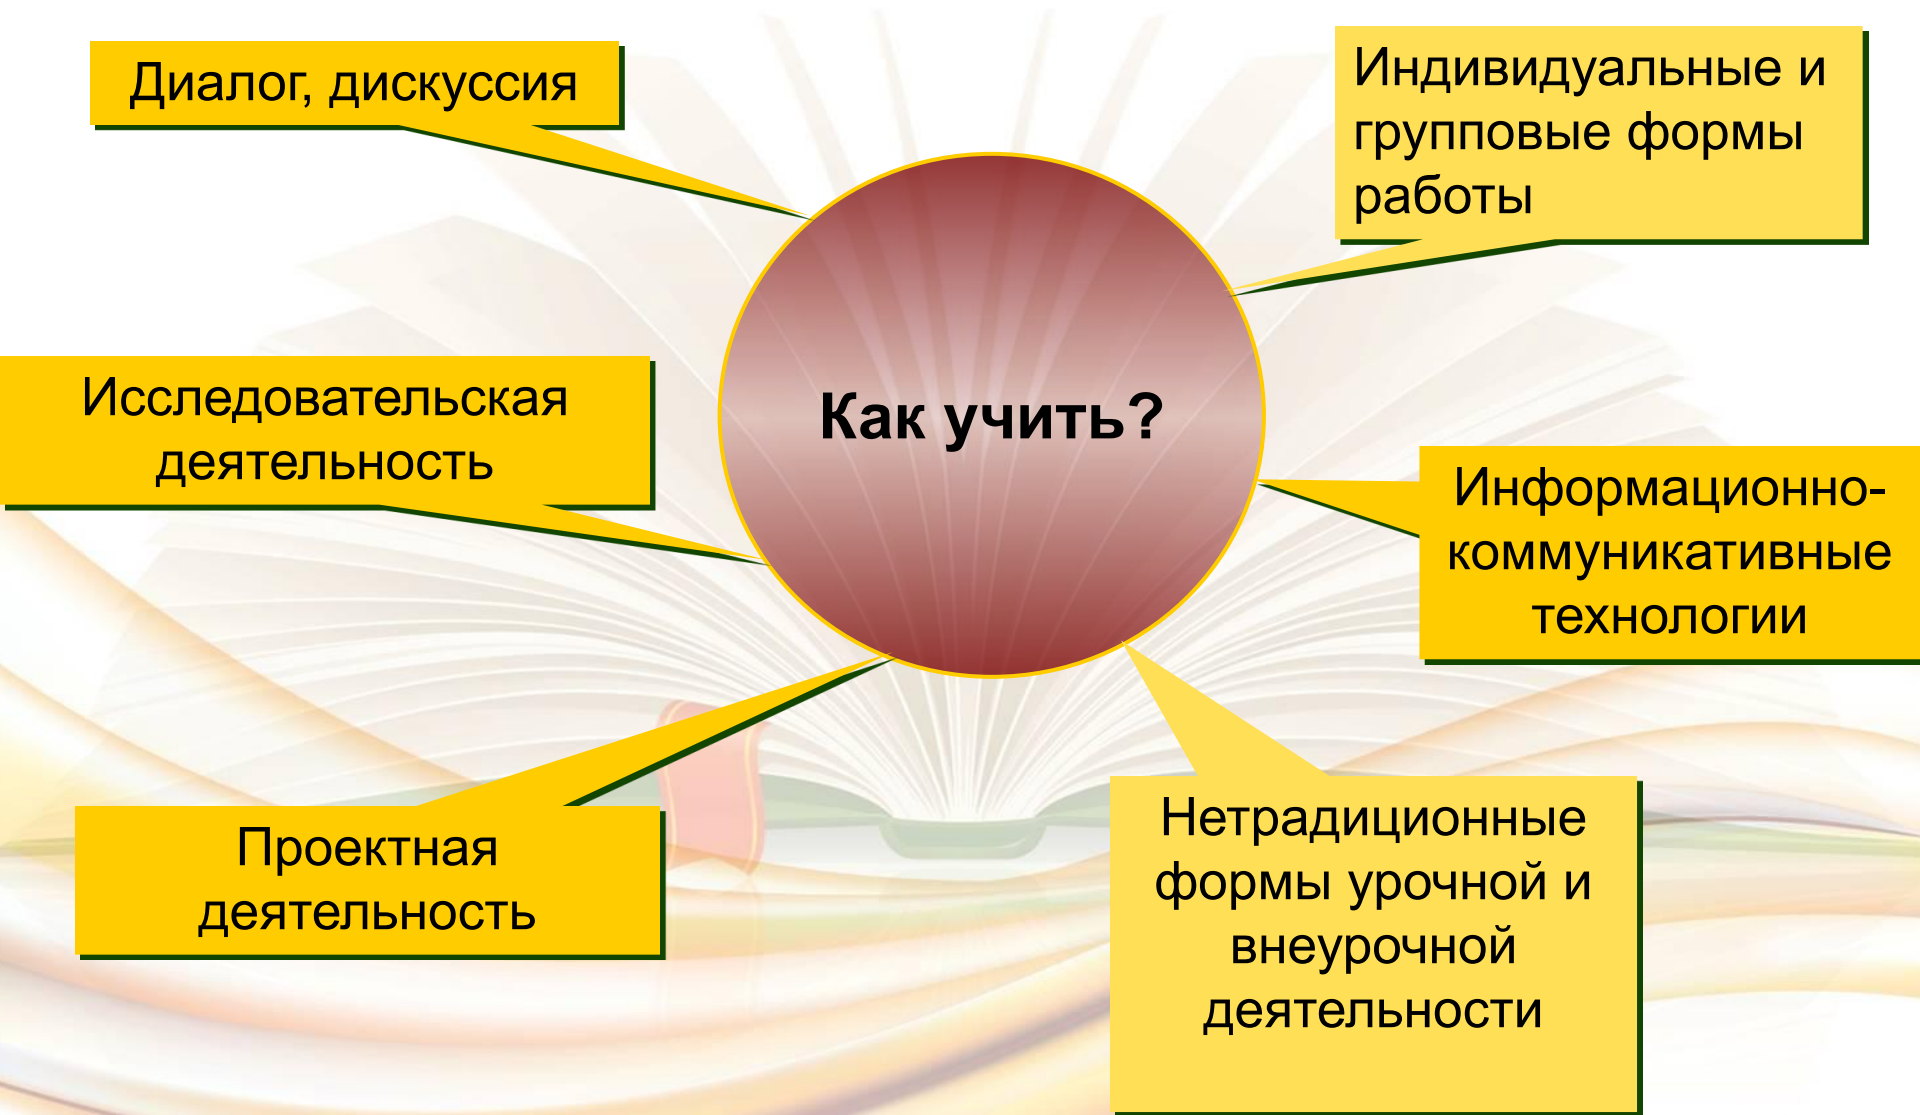 Диалог, дискуссия
Индивидуальные и
групповые формы
работы
Как учить?
Исследовательская
деятельность
Информационно-
коммуникативные
технологии
Проектная
деятельность
Нетрадиционные
формы урочной и
внеурочной
деятельности